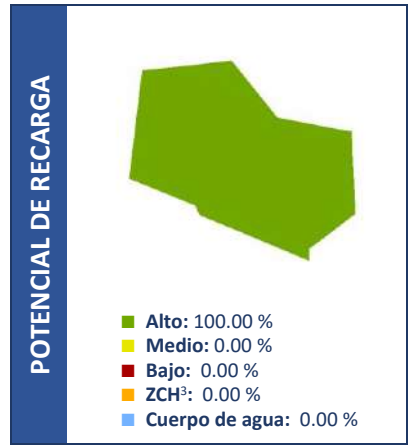 POTENCIAL DE RECARGA
Alto: 100.00 %
Medio: 0.00 %
Bajo: 0.00 %
ZCH³: 0.00 %
Cuerpo de agua: 0.00 %